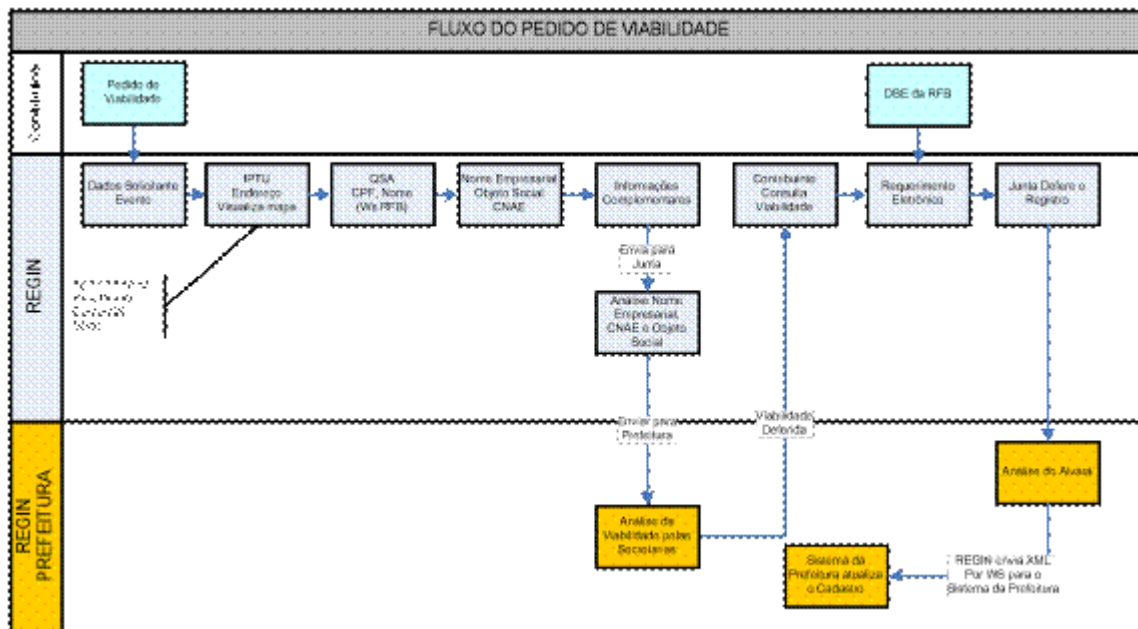 FLUXO DO PEDIDO DE VIABILIDADE
Pedido de
Viabilidade
DBE da RFB
REGIN
Dados Solicitante
Evento
IPTU
Endereço
Visualiza mapa
QSA
CPF, Nome
(Ws RFB)
Nome Empresarial
Objeto Social
CNAE
Informações
Complementares
Contribuinte
Consulta
Viabilidade
Requerimento
Eletrônico
Junta Defere o
Registro
Envia para
Junta
Análise Nome
Empresarial,
CNAE e Objeto
Social
Enviar para
Prefeitura
Viabilidade
Deferida
REGIN
PREFEITURA
Análise da
Viabilidade pelas
Secretarias
Análise do Alvará
Sistema da
Prefeitura atualiza
o Cadastro
REGIN envia XML
Por WS para o
Sistema da Prefeitura